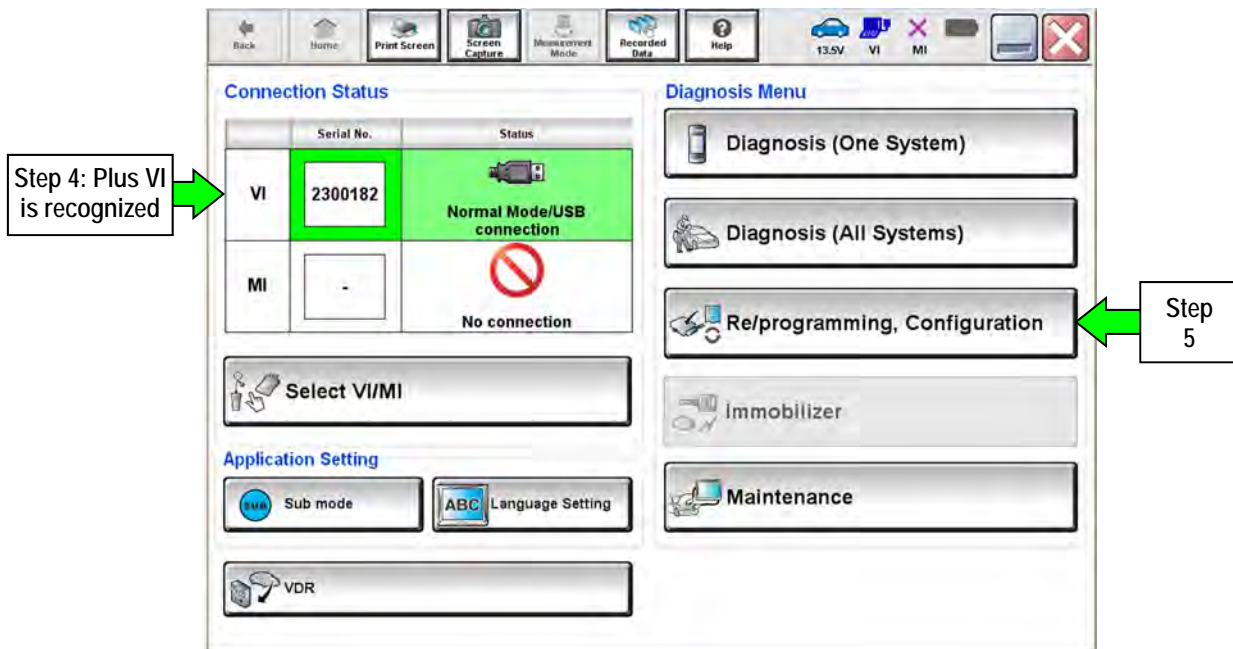 Back
Home
Print Screen
Screen
Capture
Measurement
Mode
Recorded
Data
Help
13.5V
VI
MI
Connection Status
Serial No.
Status
VI
2300182
Normal Mode/USB
connection
MI
-
No connection
Select VI/MI
Application Setting
SUB
Sub mode
ABC
Language Setting
VDR
Diagnosis Menu
Diagnosis (One System)
Diagnosis (All Systems)
Re/programming, Configuration
Immobilizer
Maintenance
Step 4: Plus VI
is recognized
Step
5